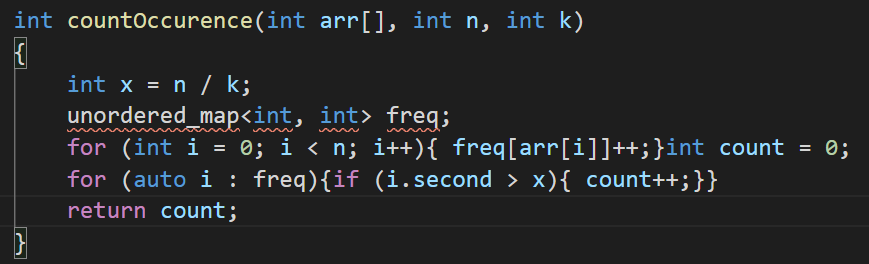 int countOccurence(int arr[], int n, int k)
{
    int x = n / k;
    unordered_map<int, int> freq;
    for (int i = 0; i < n; i++){ freq[arr[i]]++;}int count = 0;
    for (auto i : freq){if (i.second > x){ count++;}}
    return count;
}